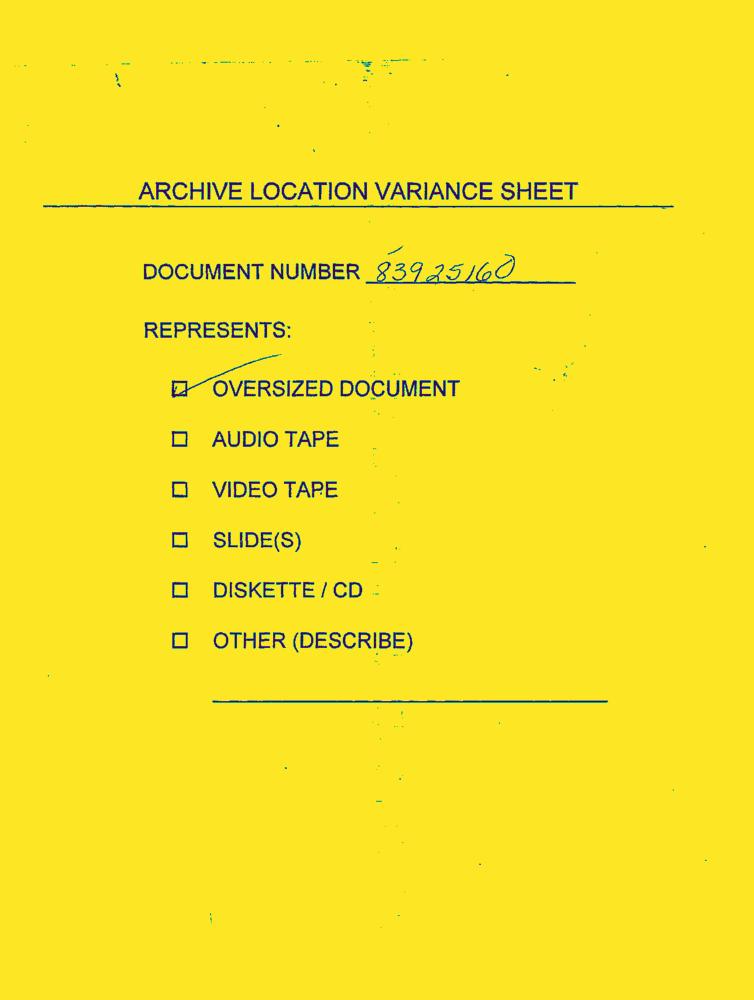 ARCHIVE LOCATION VARIANCE SHEET
DOCUMENT NUMBER 83925160
REPRESENTS:
☑ OVERSIZED DOCUMENT
☐ AUDIO TAPE
☐ VIDEO TAPE
☐ SLIDE(S)
☐ DISKETTE / CD
☐ OTHER (DESCRIBE)